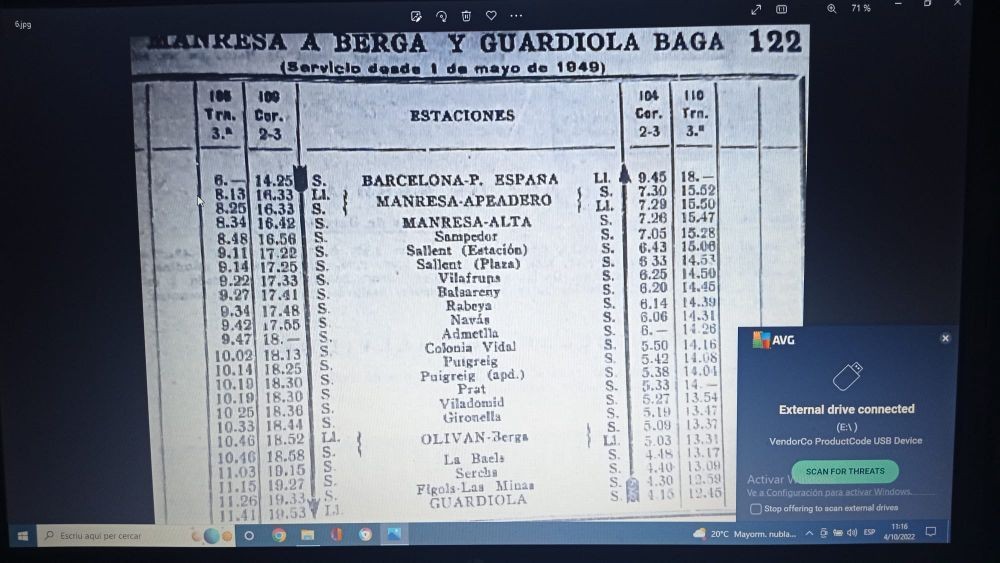 6.jpg
71 %
MANRESA A BERGA Y GUARDIOLA BAGA 122
(Servicio desde 1 de mayo de 1949)
109 104 110
Trn. Cor. ESTACIONES Cor. Trn.
3.ª 2-3 2-3 3.ª
6.— 14.25 S. BARCELONA-P. ESPAÑA Ll. 9.45 18.—
8.13 16.33 Ll. MANRESA-APEADERO S. 7.30 15.52
8.25 16.33 S. Ll. 7.29 15.50
8.34 16.42 S. MANRESA-ALTA S. 7.26 15.47
8.48 16.56 S. Sampedor S. 7.05 15.28
9.11 17.22 S. Sallent (Estación) S. 6.43 15.06
9.14 17.25 S. Sallent (Plaza) S. 6 33 14.53
9.22 17.33 S. Vilafruns S. 6.25 14.50
9.27 17.41 S. Balsareny S. 6.20 14.45
9.34 17.48 S. Rabeya S. 6.14 14.39
9.42 17.55 S. Navás S. 6.06 14.31
9.47 18.— S. Admetlla S. 6.— 14.26
10.02 18.13 S. Colonia Vidal S. 5.50 14.16
10.14 18.25 S. Puigreig S. 5.42 14.08
10.19 18.30 S. Puigreig (apd.) S. 5.38 14.04
10.19 18.30 S. Prat S. 5.33 14.—
10 25 18.36 S. Viladomid S. 5.27 13.54
10.33 18.44 S. Gironella S. 5.19 13.47
10.46 18.52 Ll. OLIVAN-Berga S. 5.09 13.37
10.46 18.58 S. Ll. 5.03 13.31
11.03 19.15 S. La Baels S. 4.48 13.17
11.15 19.27 S. Serchs S. 4.40 13.09
11.26 19.33 S. Fígols-Las Minas S. 4.30 12.59
11.41 19.53 Ll. GUARDIOLA S. 4.15 12.45
AVG
External drive connected
(E:\ )
VendorCo ProductCode USB Device
SCAN FOR THREATS
Activar W
Ve a Configuración para activar Windows.
Stop offering to scan external drives
Escriu aquí per cercar
20°C Mayorm. nubla...
ESP
11:16
4/10/2022